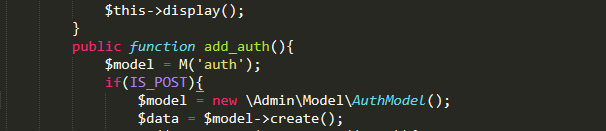 $this->display();
}
public function add_auth(){
$model = M('auth');
if(IS_POST){
$model = new \Admin\Model\AuthModel();
$data = $model->create();